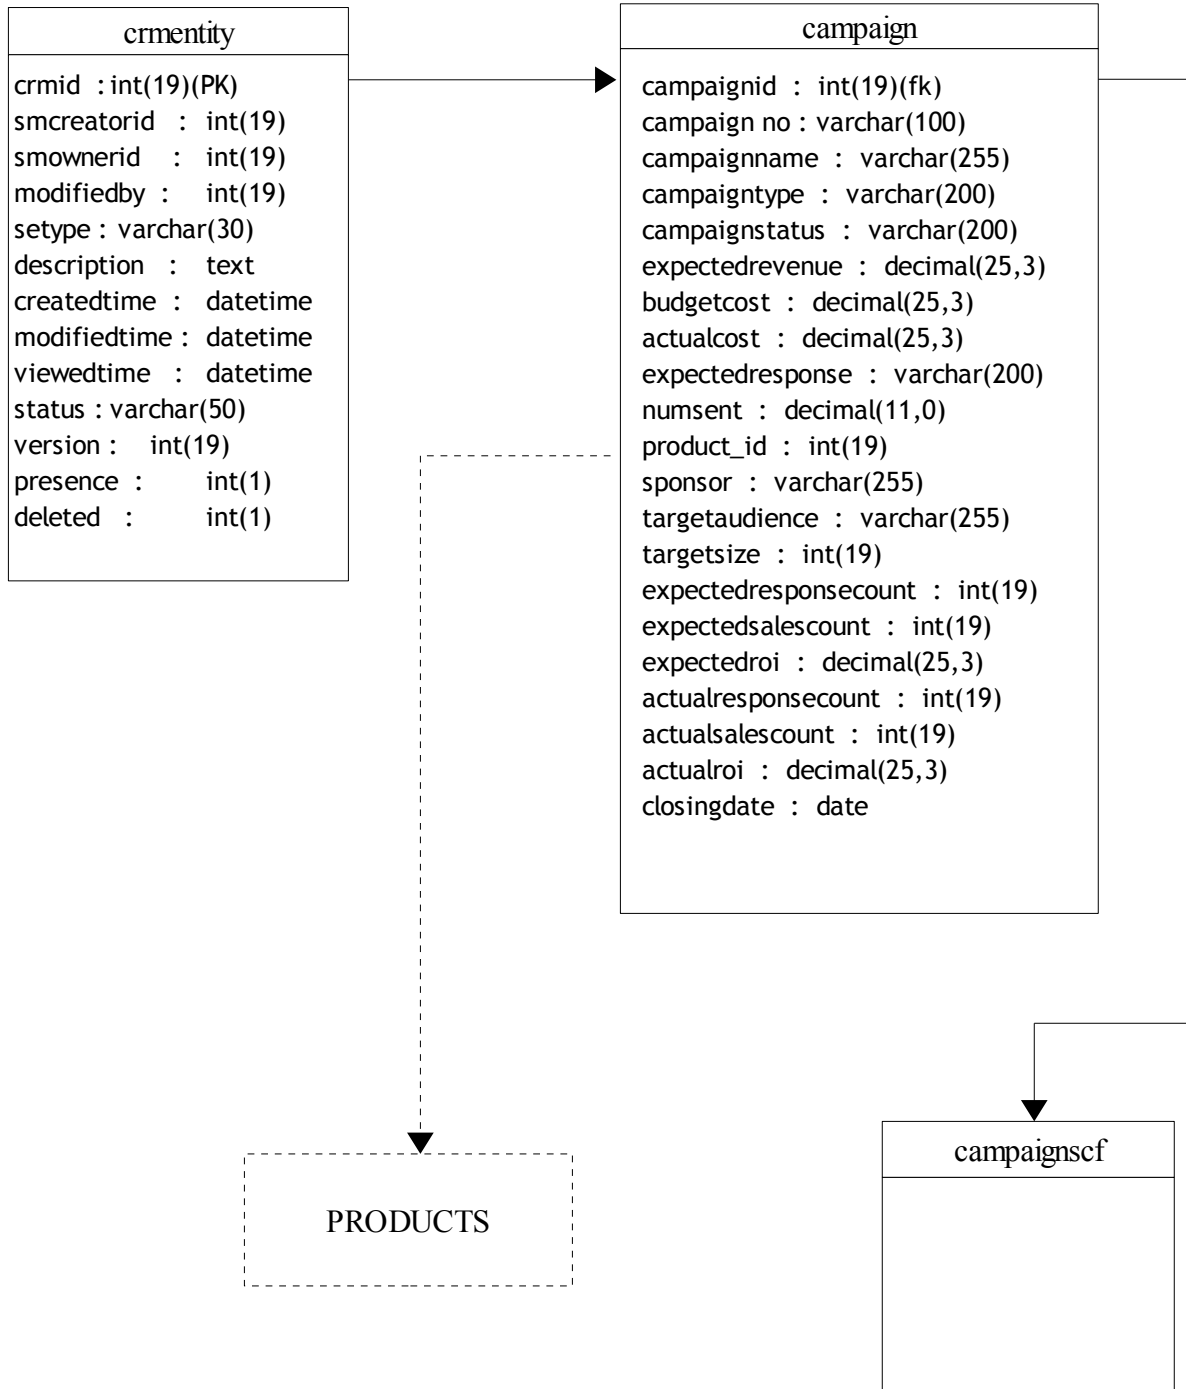 crmentity
crmid : int(19)(PK)
smcreatorid : int(19)
smownerid : int(19)
modifiedby : int(19)
setype : varchar(30)
description : text
createdtime : datetime
modifiedtime : datetime
viewedtime : datetime
status : varchar(50)
version : int(19)
presence : int(1)
deleted : int(1)
campaign
campaignid : int(19)(fk)
campaign no : varchar(100)
campaignname : varchar(255)
campaigntype : varchar(200)
campaignstatus : varchar(200)
expectedrevenue : decimal(25,3)
budgetcost : decimal(25,3)
actualcost : decimal(25,3)
expectedresponse : varchar(200)
numsent : decimal(11,0)
product_id : int(19)
sponsor : varchar(255)
targetaudience : varchar(255)
targetsize : int(19)
expectedresponsecount : int(19)
expectedsalescount : int(19)
expectedroi : decimal(25,3)
actualresponsecount : int(19)
actualsalescount : int(19)
actualroi : decimal(25,3)
closingdate : date
PRODUCTS
campaignscf